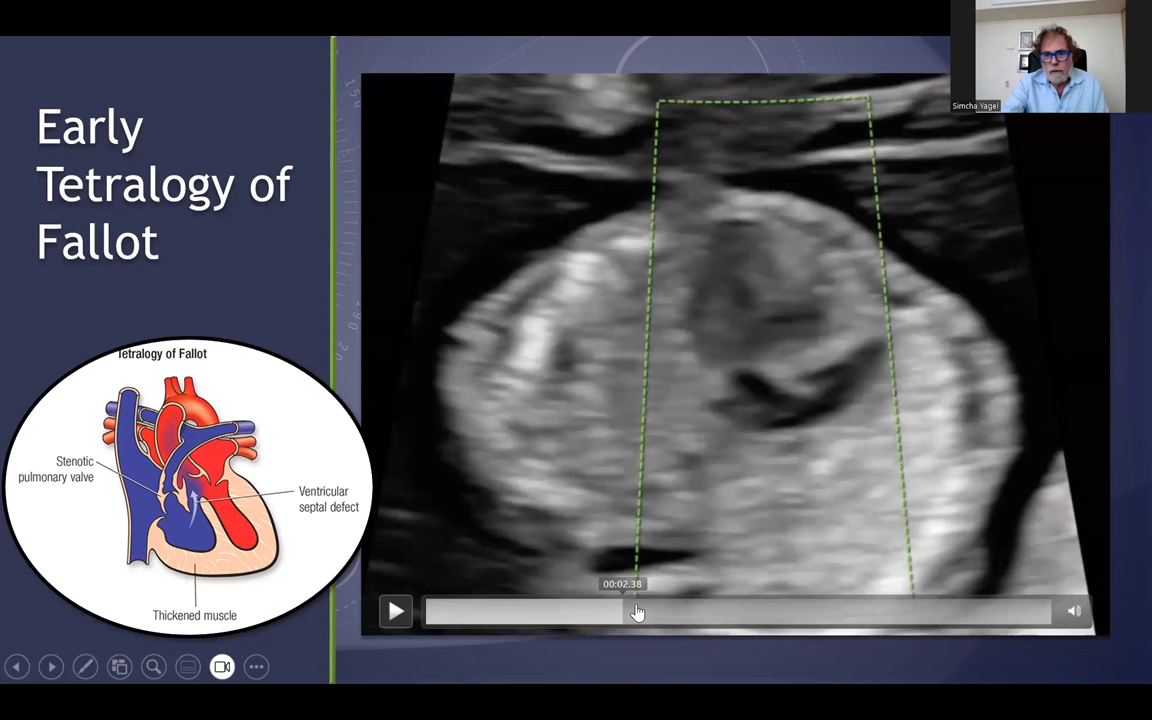 Early
Tetralogy of
Fallot
Simcha Yagel
Tetralogy of Fallot
Stenotic
pulmonary valve
Ventricular
septal defect
Thickened muscle
00:02.38